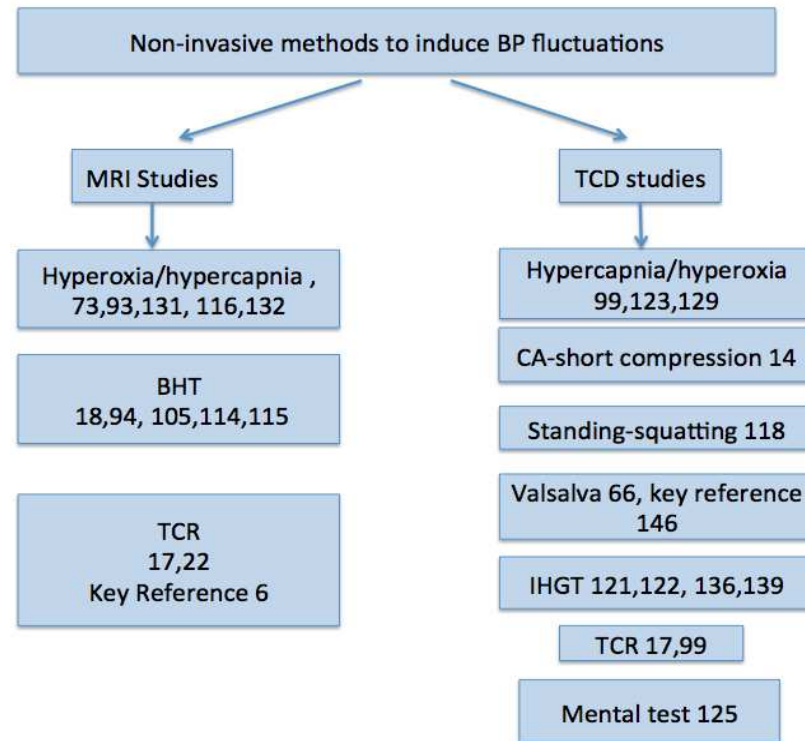 Non-invasive methods to induce BP fluctuations
MRI Studies
Hyperoxia/hypercapnia ,
73,93,131, 116,132
BHT
18,94, 105,114,115
TCR
17,22
Key Reference 6
TCD studies
Hypercapnia/hyperoxia
99,123,129
CA-short compression 14
Standing-squatting 118
Valsalva 66, key reference
146
IHGT 121,122, 136,139
TCR 17,99
Mental test 125